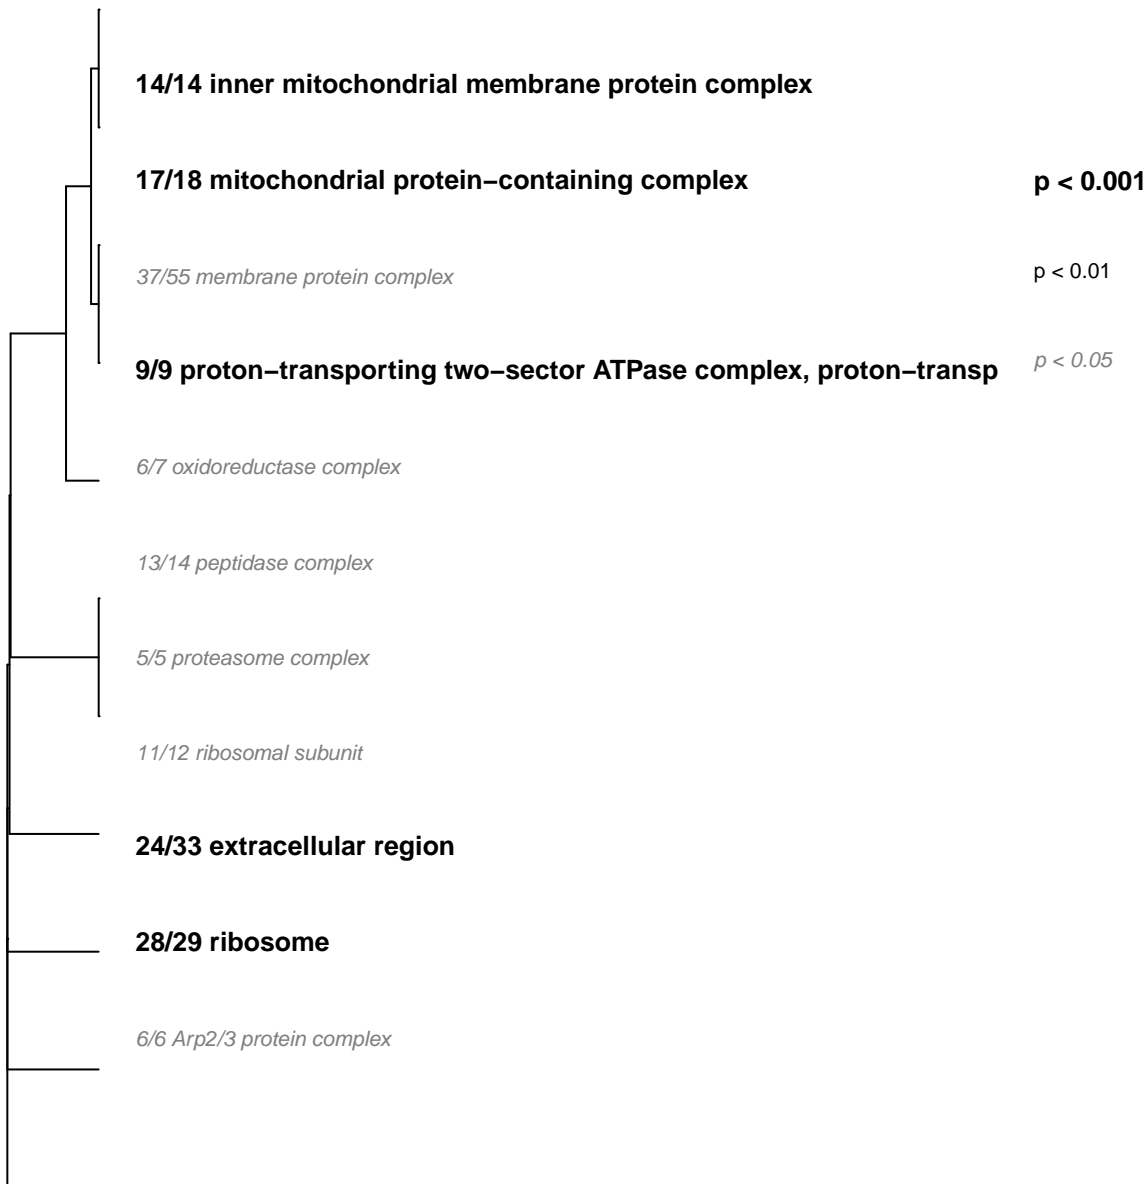 14/14 inner mitochondrial membrane protein complex
17/18 mitochondrial protein−containing complex
p < 0.001
37/55 membrane protein complex
p < 0.01
9/9 proton−transporting two−sector ATPase complex, proton−transp
p < 0.05
6/7 oxidoreductase complex
13/14 peptidase complex
5/5 proteasome complex
11/12 ribosomal subunit
24/33 extracellular region
28/29 ribosome
6/6 Arp2/3 protein complex